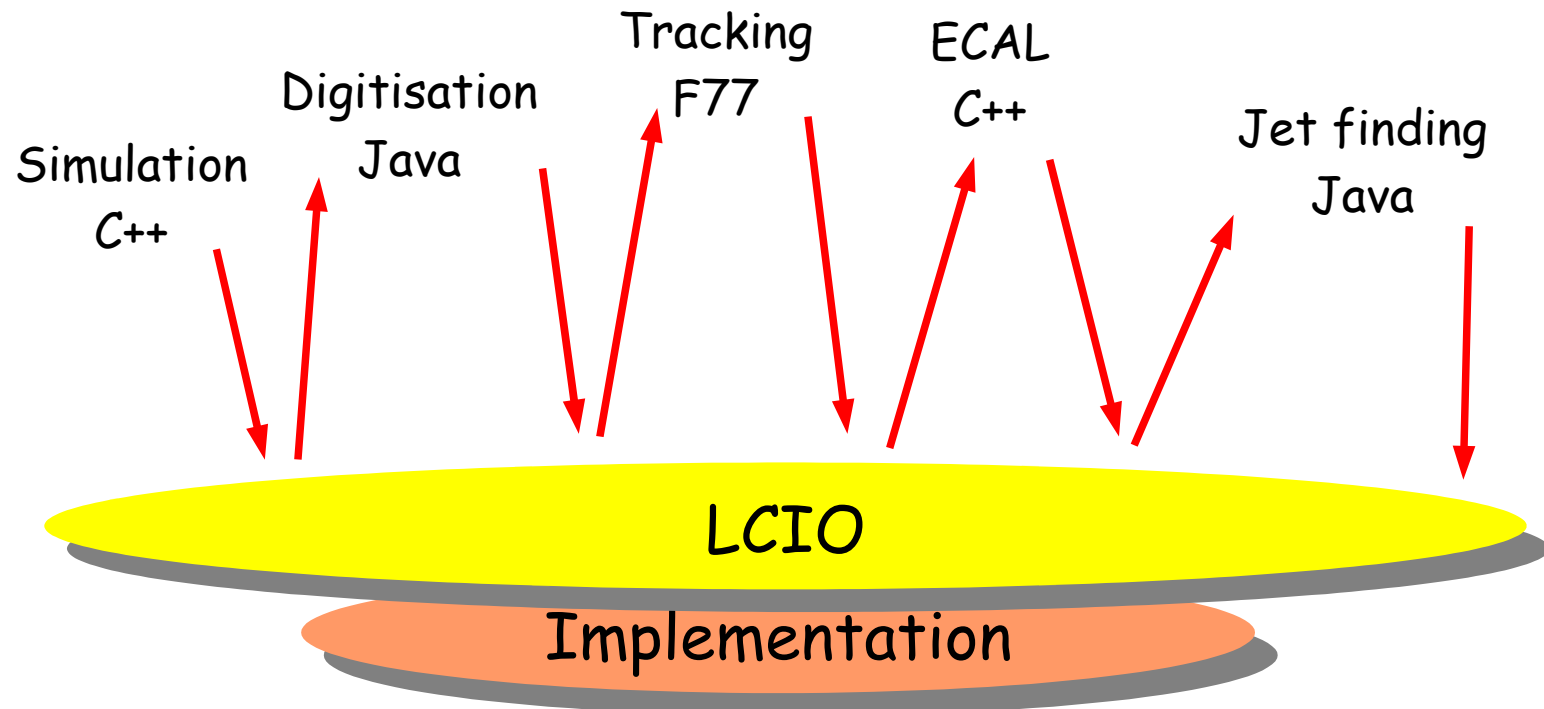 Simulation
C++
Digitisation
Java
Tracking
F77
ECAL
C++
Jet finding
Java
LCIO
Implementation